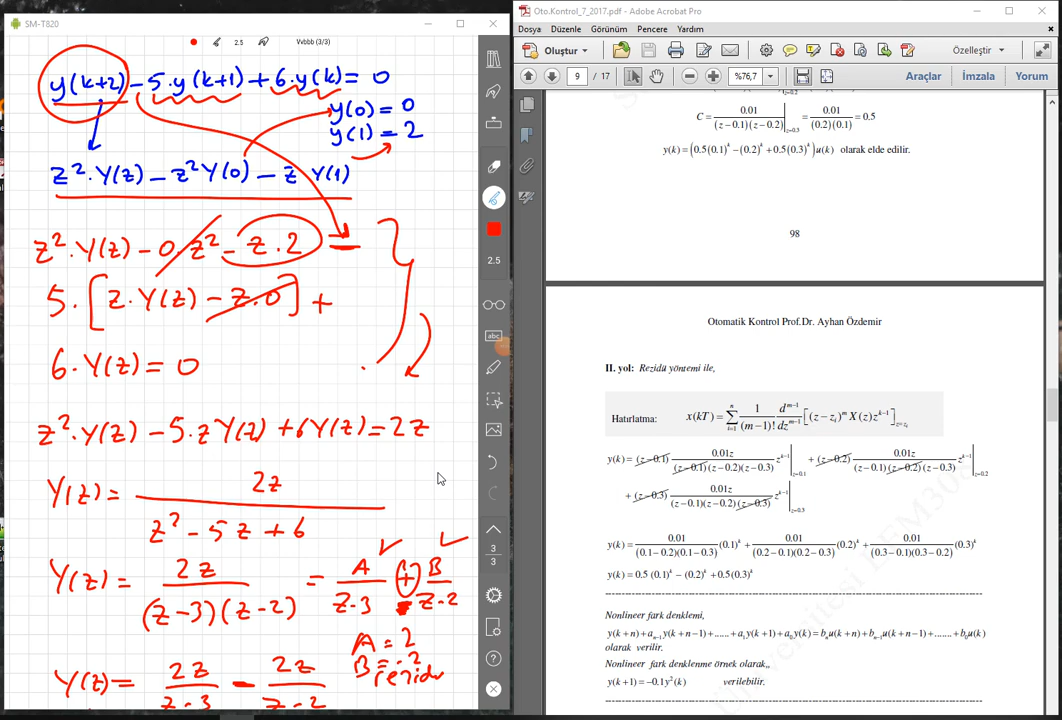 SM-T820
2.5
Vvbbb (3/3)
y(k+2) - 5.y(k+1) + 6.y(k) = 0
y(0) = 0
y(1) = 2
z².Y(z) - z²Y(0) - z Y(1)
z².Y(z) - 0.z² - z.2 -
5.[z.Y(z) - z.0] +
6.Y(z) = 0
z².Y(z) - 5.zY(z) + 6Y(z) = 2z
Y(z) = 2z / (z² - 5z + 6)
Y(z) = 2z / (z-3)(z-2) = A / (z-3) + B / (z-2)
A = 2
B = -2
rezidu
Y(z) = 2z / (z-3) - 2z / (z-2)
2.5
abc
3
3
Oto.Kontrol_7_2017.pdf - Adobe Acrobat Pro
Dosya Düzenle Görünüm Pencere Yardım
Oluştur
Özelleştir
9 / 17
%76,7
Araçlar
İmzala
Yorum
C = 0.01 / (z-0.1)(z-0.2) |z=0.3 = 0.01 / (0.2)(0.1) = 0.5
y(k) = (0.5(0.1)^k - (0.2)^k + 0.5(0.3)^k) u(k) olarak elde edilir.
98
Otomatik Kontrol Prof.Dr. Ayhan Özdemir
II. yol: Rezidü yöntemi ile,
Hatırlatma: x(kT) = ∑_{i=1}^{n} 1/(m-1)! d^{m-1}/dz^{m-1} [(z-z_i)^m X(z)z^{k-1}]_{z=z_i}
y(k) = (z-0.1) 0.01z / (z-0.1)(z-0.2)(z-0.3) z^{k-1} |z=0.1 + (z-0.2) 0.01z / (z-0.1)(z-0.2)(z-0.3) z^{k-1} |z=0.2
+ (z-0.3) 0.01z / (z-0.1)(z-0.2)(z-0.3) z^{k-1} |z=0.3
y(k) = 0.01 / (0.1-0.2)(0.1-0.3) (0.1)^k + 0.01 / (0.2-0.1)(0.2-0.3) (0.2)^k + 0.01 / (0.3-0.1)(0.3-0.2) (0.3)^k
y(k) = 0.5 (0.1)^k - (0.2)^k + 0.5(0.3)^k
Nonlineer fark denklemi,
y(k+n) + a_{n-1}y(k+n-1) + ...... + a_1y(k+1) + a_0y(k) = b_nu(k+n) + b_{n-1}u(k+n-1) + ....... + b_0u(k)
olarak verilir.
Nonlineer fark denklenme örnek olarak,,
y(k+1) = -0.1y²(k) verilebilir.